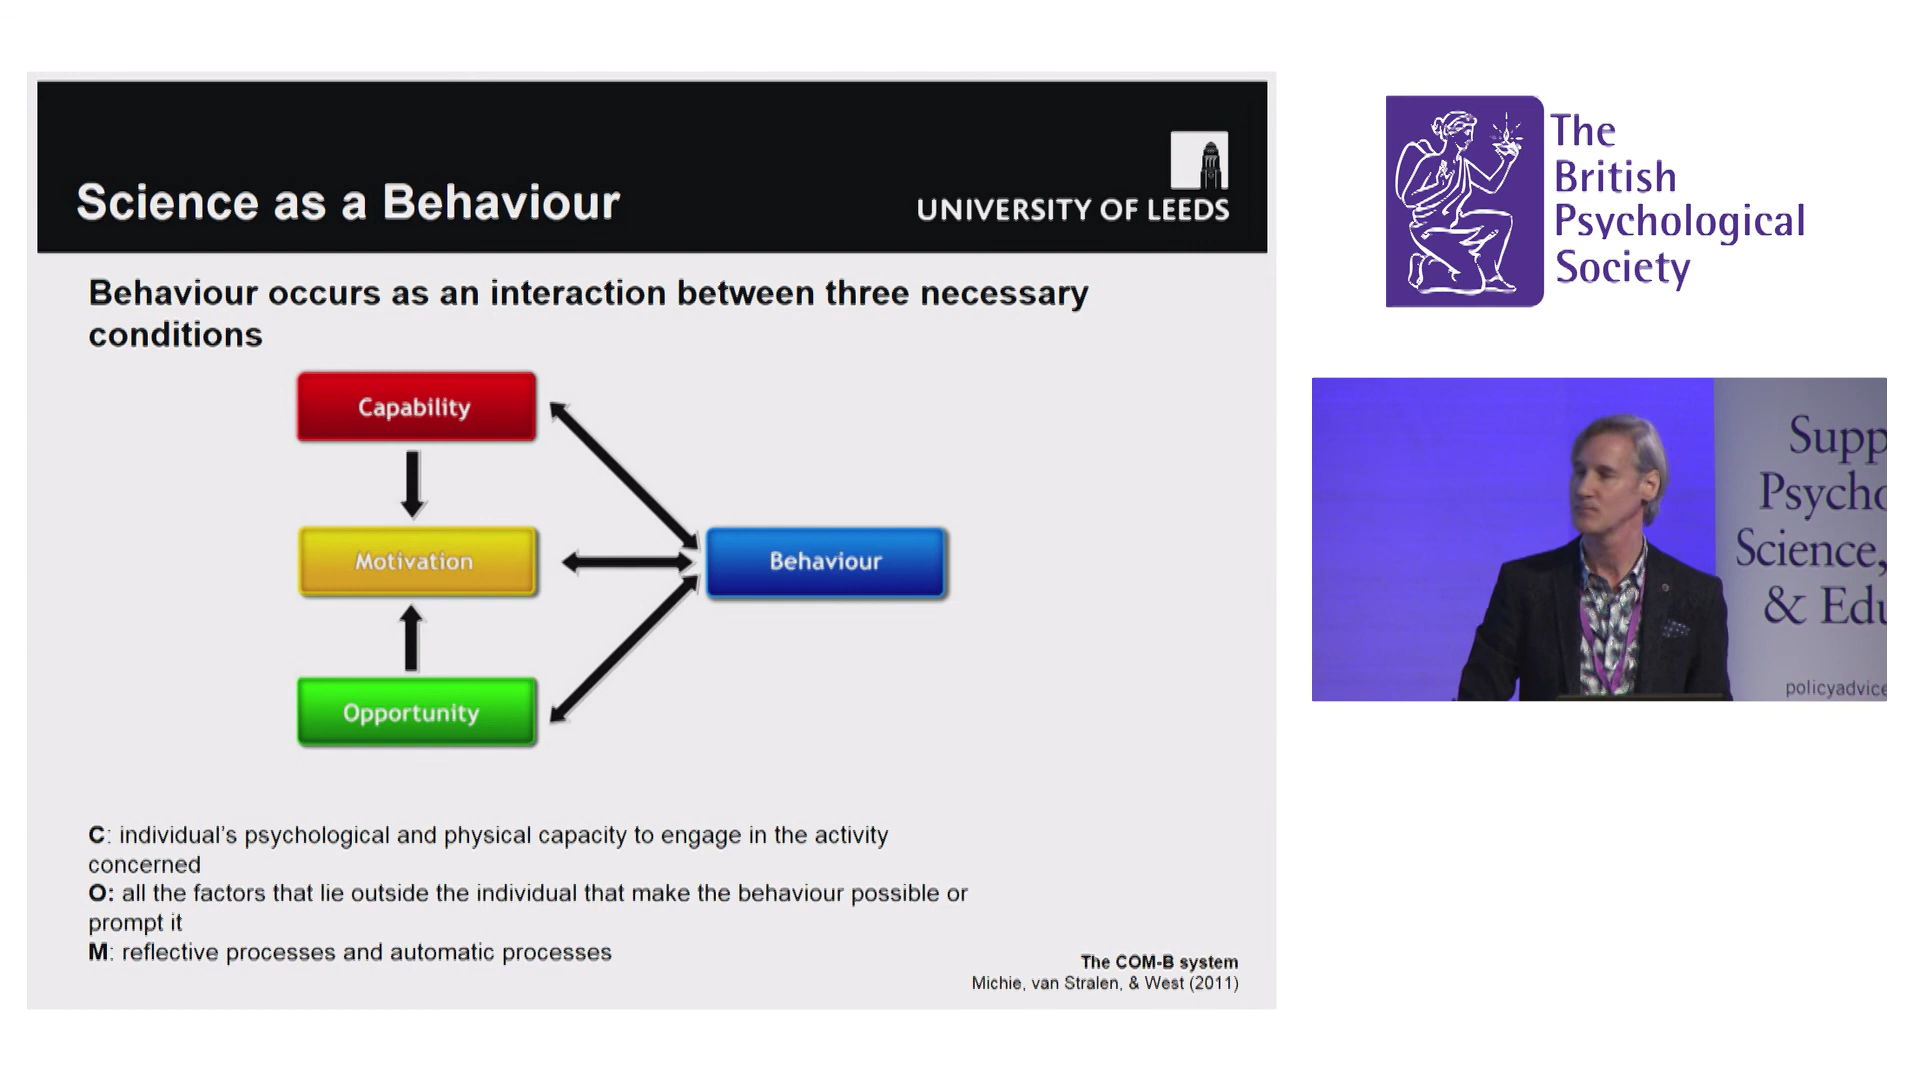 Science as a Behaviour
UNIVERSITY OF LEEDS
Behaviour occurs as an interaction between three necessary
conditions
Capability
Motivation
Behaviour
Opportunity
C: individual's psychological and physical capacity to engage in the activity
concerned
O: all the factors that lie outside the individual that make the behaviour possible or
prompt it
M: reflective processes and automatic processes
The COM-B system
Michie, van Stralen, & West (2011)
The
British
Psychological
Society
Supp
Psycho
Science,
& Edu
policyadvice